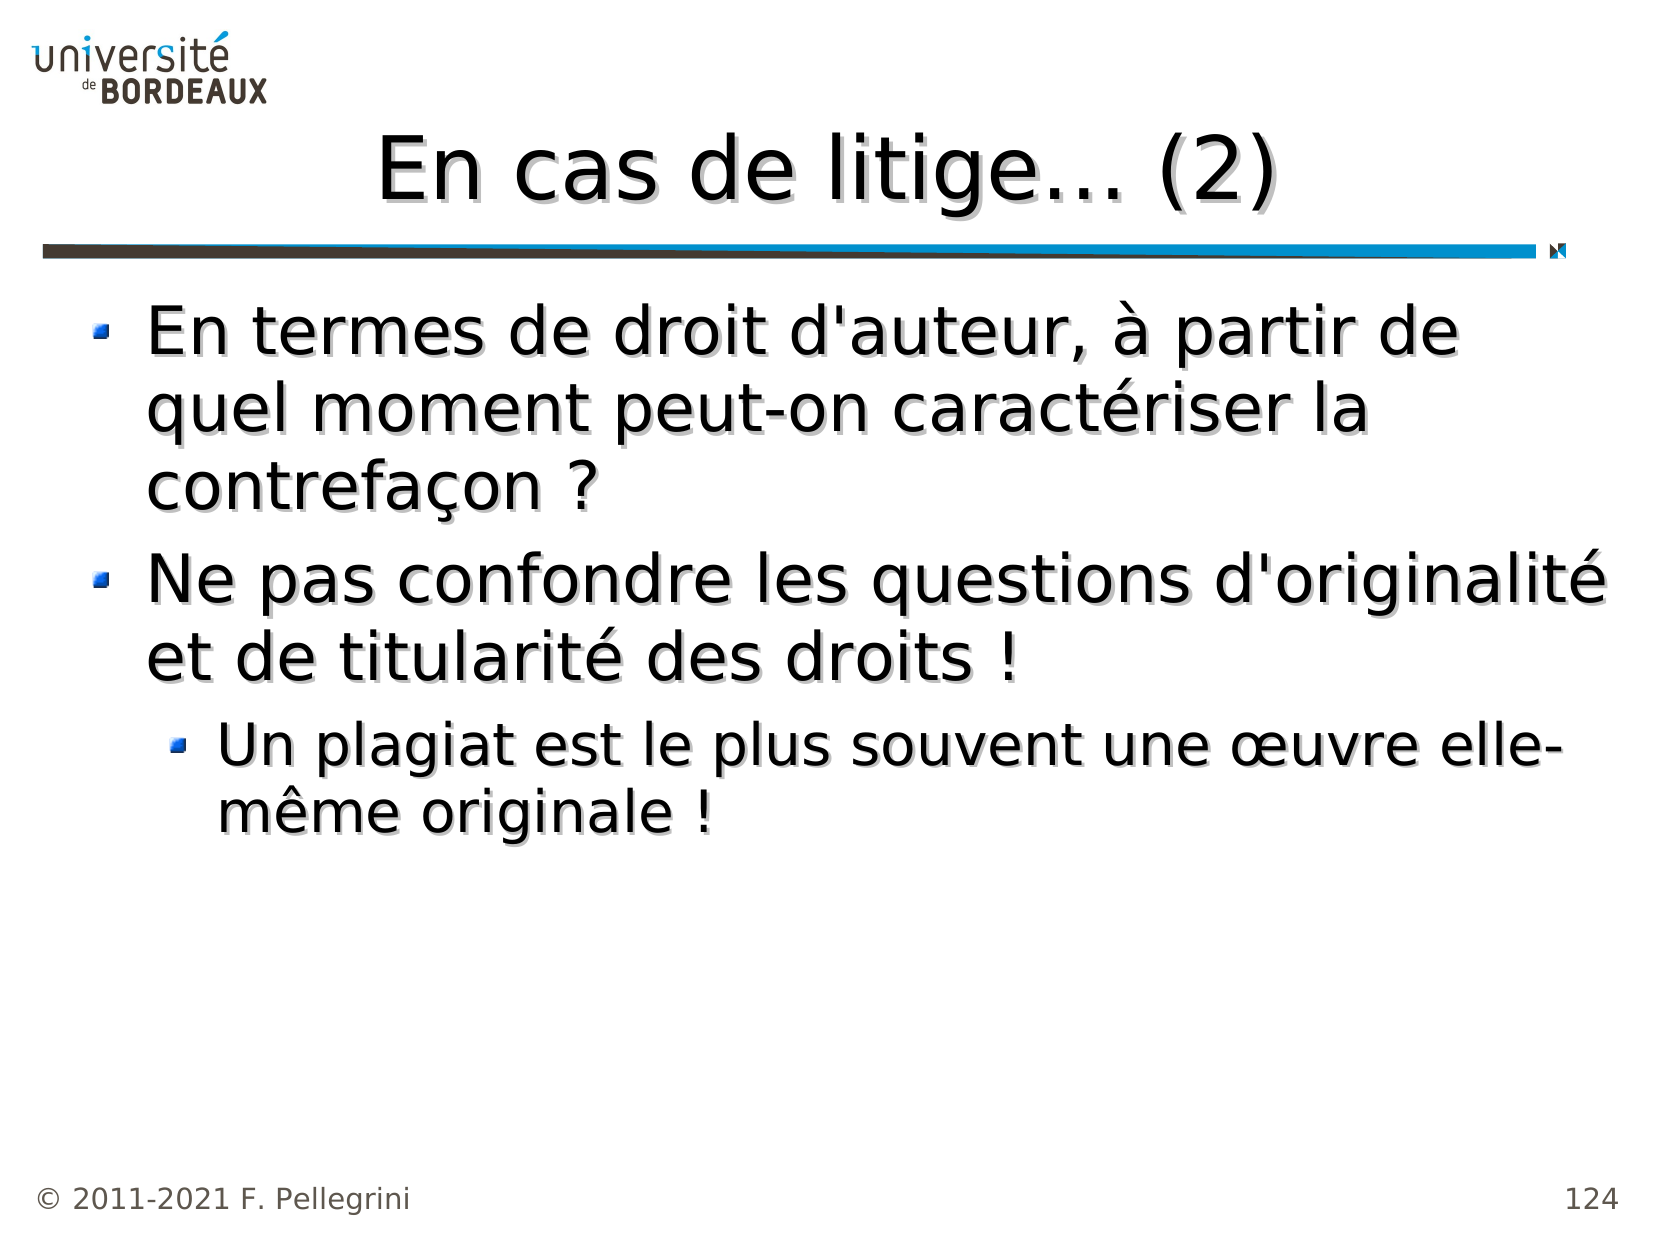 université
de BORDEAUX
En cas de litige... (2)
En termes de droit d'auteur, à partir de
quel moment peut-on caractériser la
contrefaçon ?
Ne pas confondre les questions d'originalité
et de titularité des droits !
Un plagiat est le plus souvent une œuvre elle-
même originale !
© 2011-2021 F. Pellegrini
124